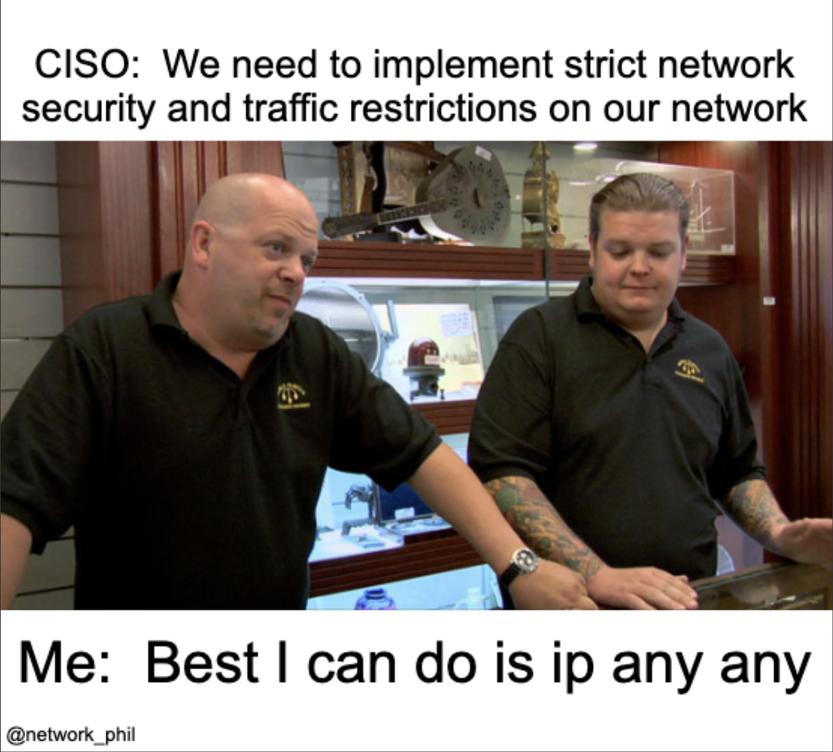 CISO:  We need to implement strict network
security and traffic restrictions on our network
Me:  Best I can do is ip any any
@network_phil